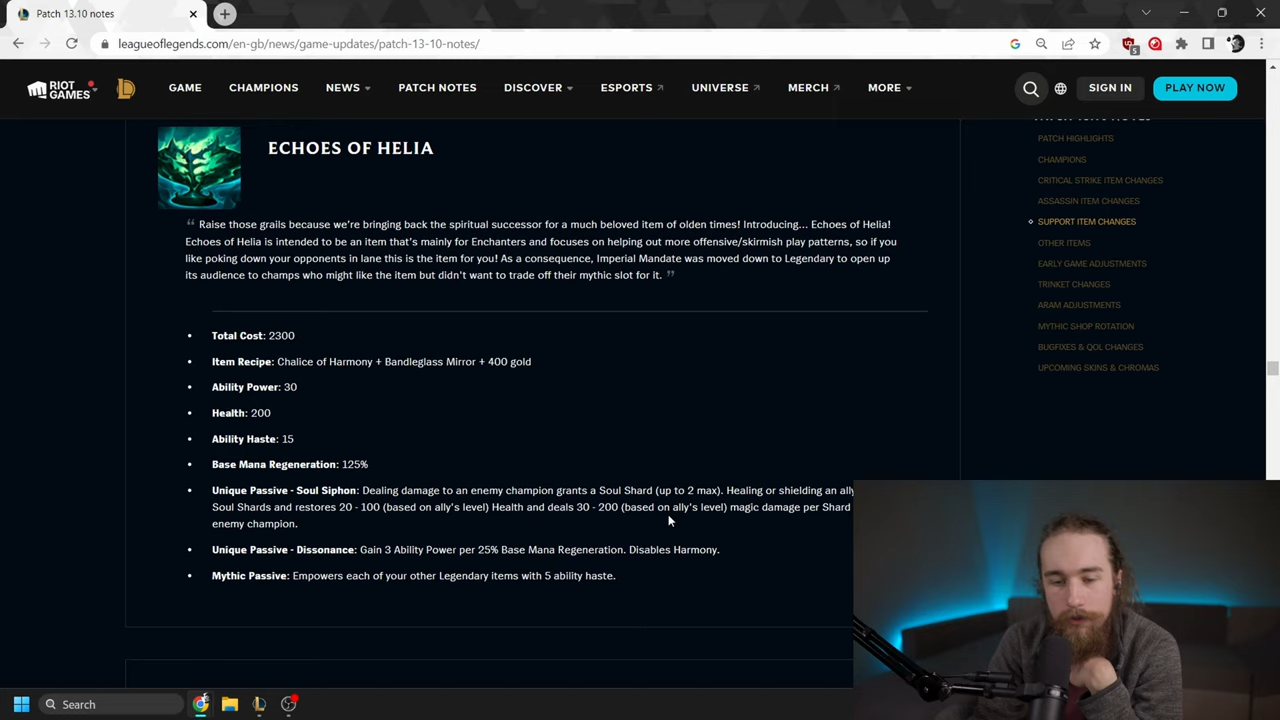 Patch 13.10 notes
leagueoflegends.com/en-gb/news/game-updates/patch-13-10-notes/
5
RIOT GAMES GAME CHAMPIONS NEWS PATCH NOTES DISCOVER ESPORTS UNIVERSE MERCH MORE SIGN IN PLAY NOW
ECHOES OF HELIA
“ Raise those grails because we’re bringing back the spiritual successor for a much beloved item of olden times! Introducing... Echoes of Helia!
Echoes of Helia is intended to be an item that’s mainly for Enchanters and focuses on helping out more offensive/skirmish play patterns, so if you
like poking down your opponents in lane this is the item for you! As a consequence, Imperial Mandate was moved down to Legendary to open up
its audience to champs who might like the item but didn’t want to trade off their mythic slot for it. ”
• Total Cost: 2300
• Item Recipe: Chalice of Harmony + Bandleglass Mirror + 400 gold
• Ability Power: 30
• Health: 200
• Ability Haste: 15
• Base Mana Regeneration: 125%
• Unique Passive - Soul Siphon: Dealing damage to an enemy champion grants a Soul Shard (up to 2 max). Healing or shielding an ally
Soul Shards and restores 20 - 100 (based on ally's level) Health and deals 30 - 200 (based on ally's level) magic damage per Shard
enemy champion.
• Unique Passive - Dissonance: Gain 3 Ability Power per 25% Base Mana Regeneration. Disables Harmony.
• Mythic Passive: Empowers each of your other Legendary items with 5 ability haste.
PATCH HIGHLIGHTS
CHAMPIONS
CRITICAL STRIKE ITEM CHANGES
ASSASSIN ITEM CHANGES
SUPPORT ITEM CHANGES
OTHER ITEMS
EARLY GAME ADJUSTMENTS
TRINKET CHANGES
ARAM ADJUSTMENTS
MYTHIC SHOP ROTATION
BUGFIXES & QOL CHANGES
UPCOMING SKINS & CHROMAS
Search